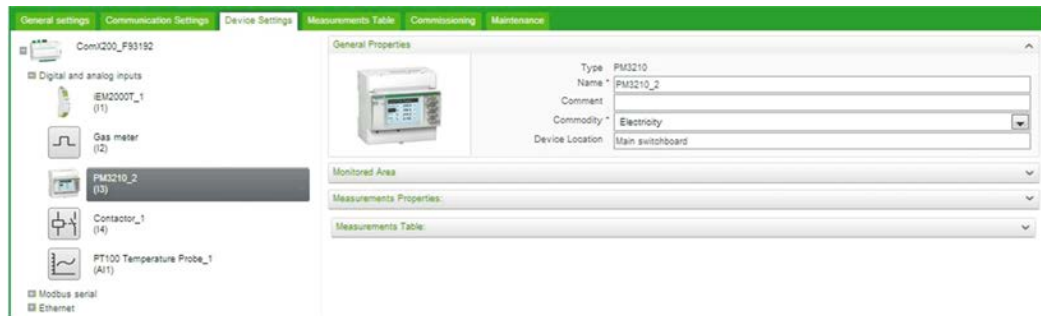 General settings Communication Settings Device Settings Measurements Table Commissioning Maintenance
ComX200_F93192
Digital and analog inputs
iEM2000T_1
(I1)
Gas meter
(I2)
PM3210_2
(I3)
Contactor_1
(I4)
PT100 Temperature Probe_1
(AI1)
Modbus serial
Ethernet
General Properties
Type PM3210
Name * PM3210_2
Comment
Commodity * Electricity
Device Location Main switchboard
Monitored Area
Measurements Properties:
Measurements Table: